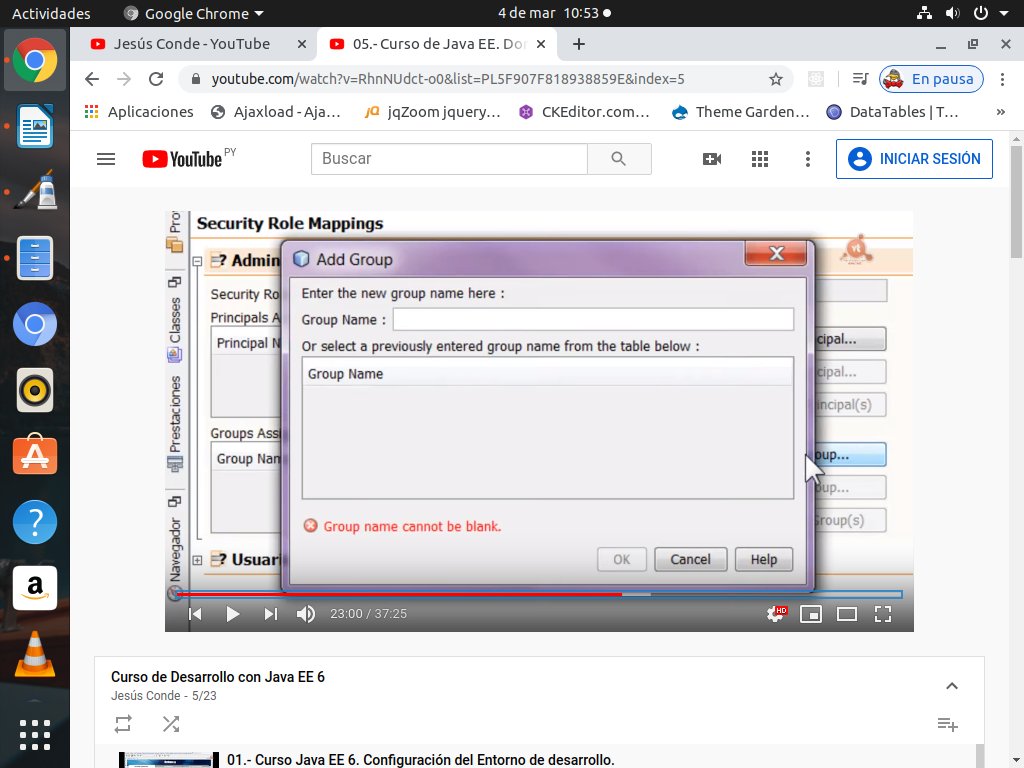 Actividades
Google Chrome
4 de mar 10:53
Jesús Conde - YouTube
05.- Curso de Java EE. Dor
youtube.com/watch?v=RhnNUdct-o0&list=PL5F907F818938859E&index=5
En pausa
Aplicaciones
Ajaxload - Aja...
jqZoom jquery...
CKEditor.com...
Theme Garden...
DataTables | T...
»
YouTube PY
Buscar
INICIAR SESIÓN
Security Role Mappings
Add Group
Enter the new group name here :
Group Name :
Or select a previously entered group name from the table below :
Group Name
Group name cannot be blank.
OK
Cancel
Help
Admin
Security Ro
Principals A
Principal N
Groups Assi
Group Nam
Usuari
cipal...
cipal...
incipal(s)
oup...
oup...
Group(s)
Pro
Classes
Prestaciones
Navegador
23:00 / 37:25
HD
Curso de Desarrollo con Java EE 6
Jesús Conde - 5/23
01.- Curso Java EE 6. Configuración del Entorno de desarrollo.